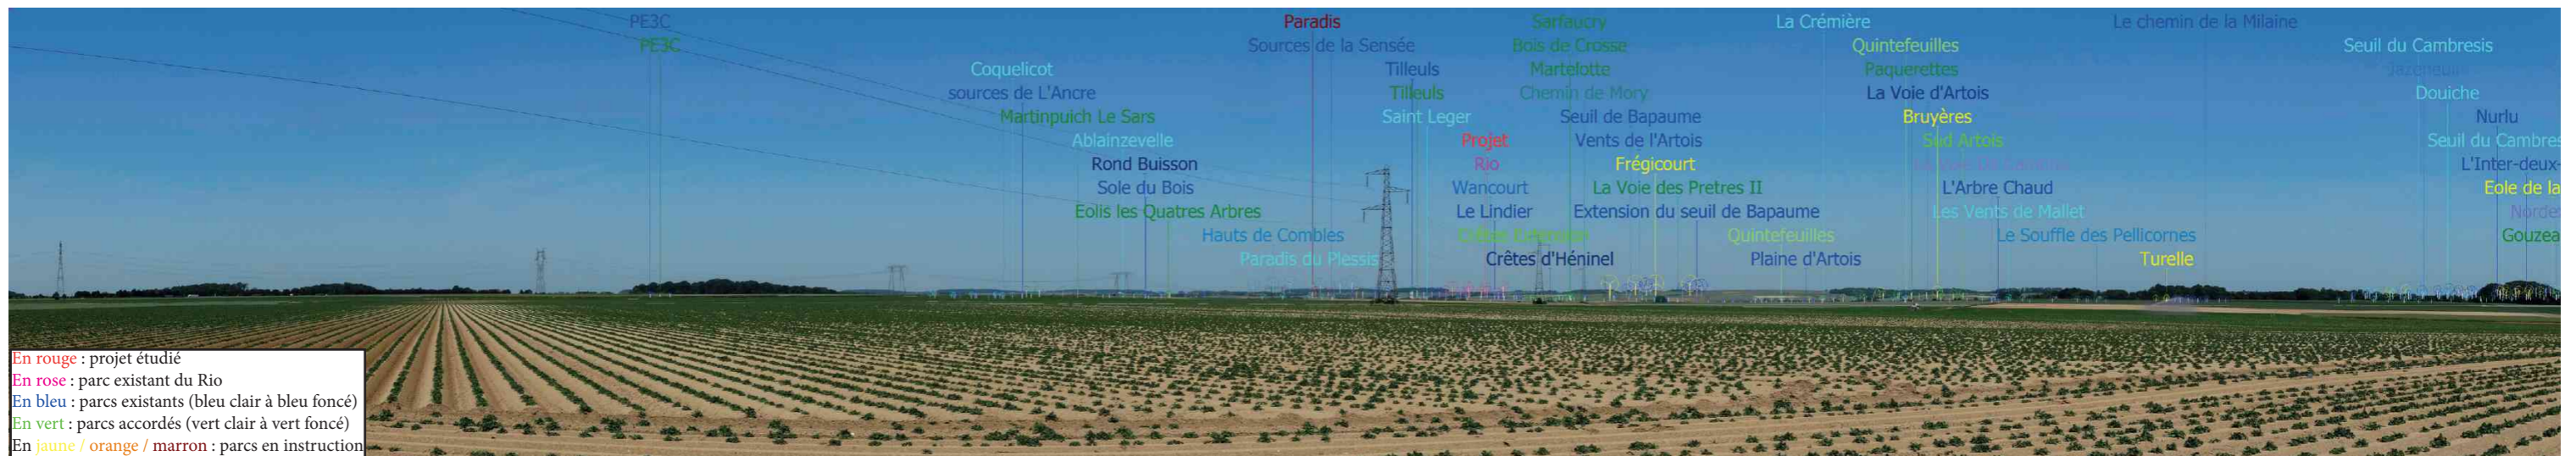 PE3C
Paradis
Sarfaucry
La Crémière
Le chemin de la Milaine
PE3C
Sources de la Sensée
Bois de Crosse
Quintefeuilles
Seuil du Cambresis
Coquelicot
Tilleuls
Martelotte
Paquerettes
Jazeneuil
sources de L'Ancre
Tilleuls
Chemin de Mory
La Voie d'Artois
Douiche
Martinpuich Le Sars
Saint Leger
Seuil de Bapaume
Bruyères
Nurlu
Ablainzevelle
Projet
Vents de l'Artois
Sud Artois
Seuil du Cambres
Rond Buisson
Rio
Frégicourt
L'Inter-deux-
Sole du Bois
Wancourt
La Voie des Pretres II
L'Arbre Chaud
Eole de la
Eolis les Quatres Arbres
Le Lindier
Extension du seuil de Bapaume
Les Vents de Mallet
Hauts de Combles
Crêtes Extension
Quintefeuilles
Le Souffle des Pellicornes
Gouzea
Paradis du Plessis
Crêtes d'Héninel
Plaine d'Artois
Turelle
En rouge : projet étudié
En rose : parc existant du Rio
En bleu : parcs existants (bleu clair à bleu foncé)
En vert : parcs accordés (vert clair à vert foncé)
En jaune / orange / marron : parcs en instruction